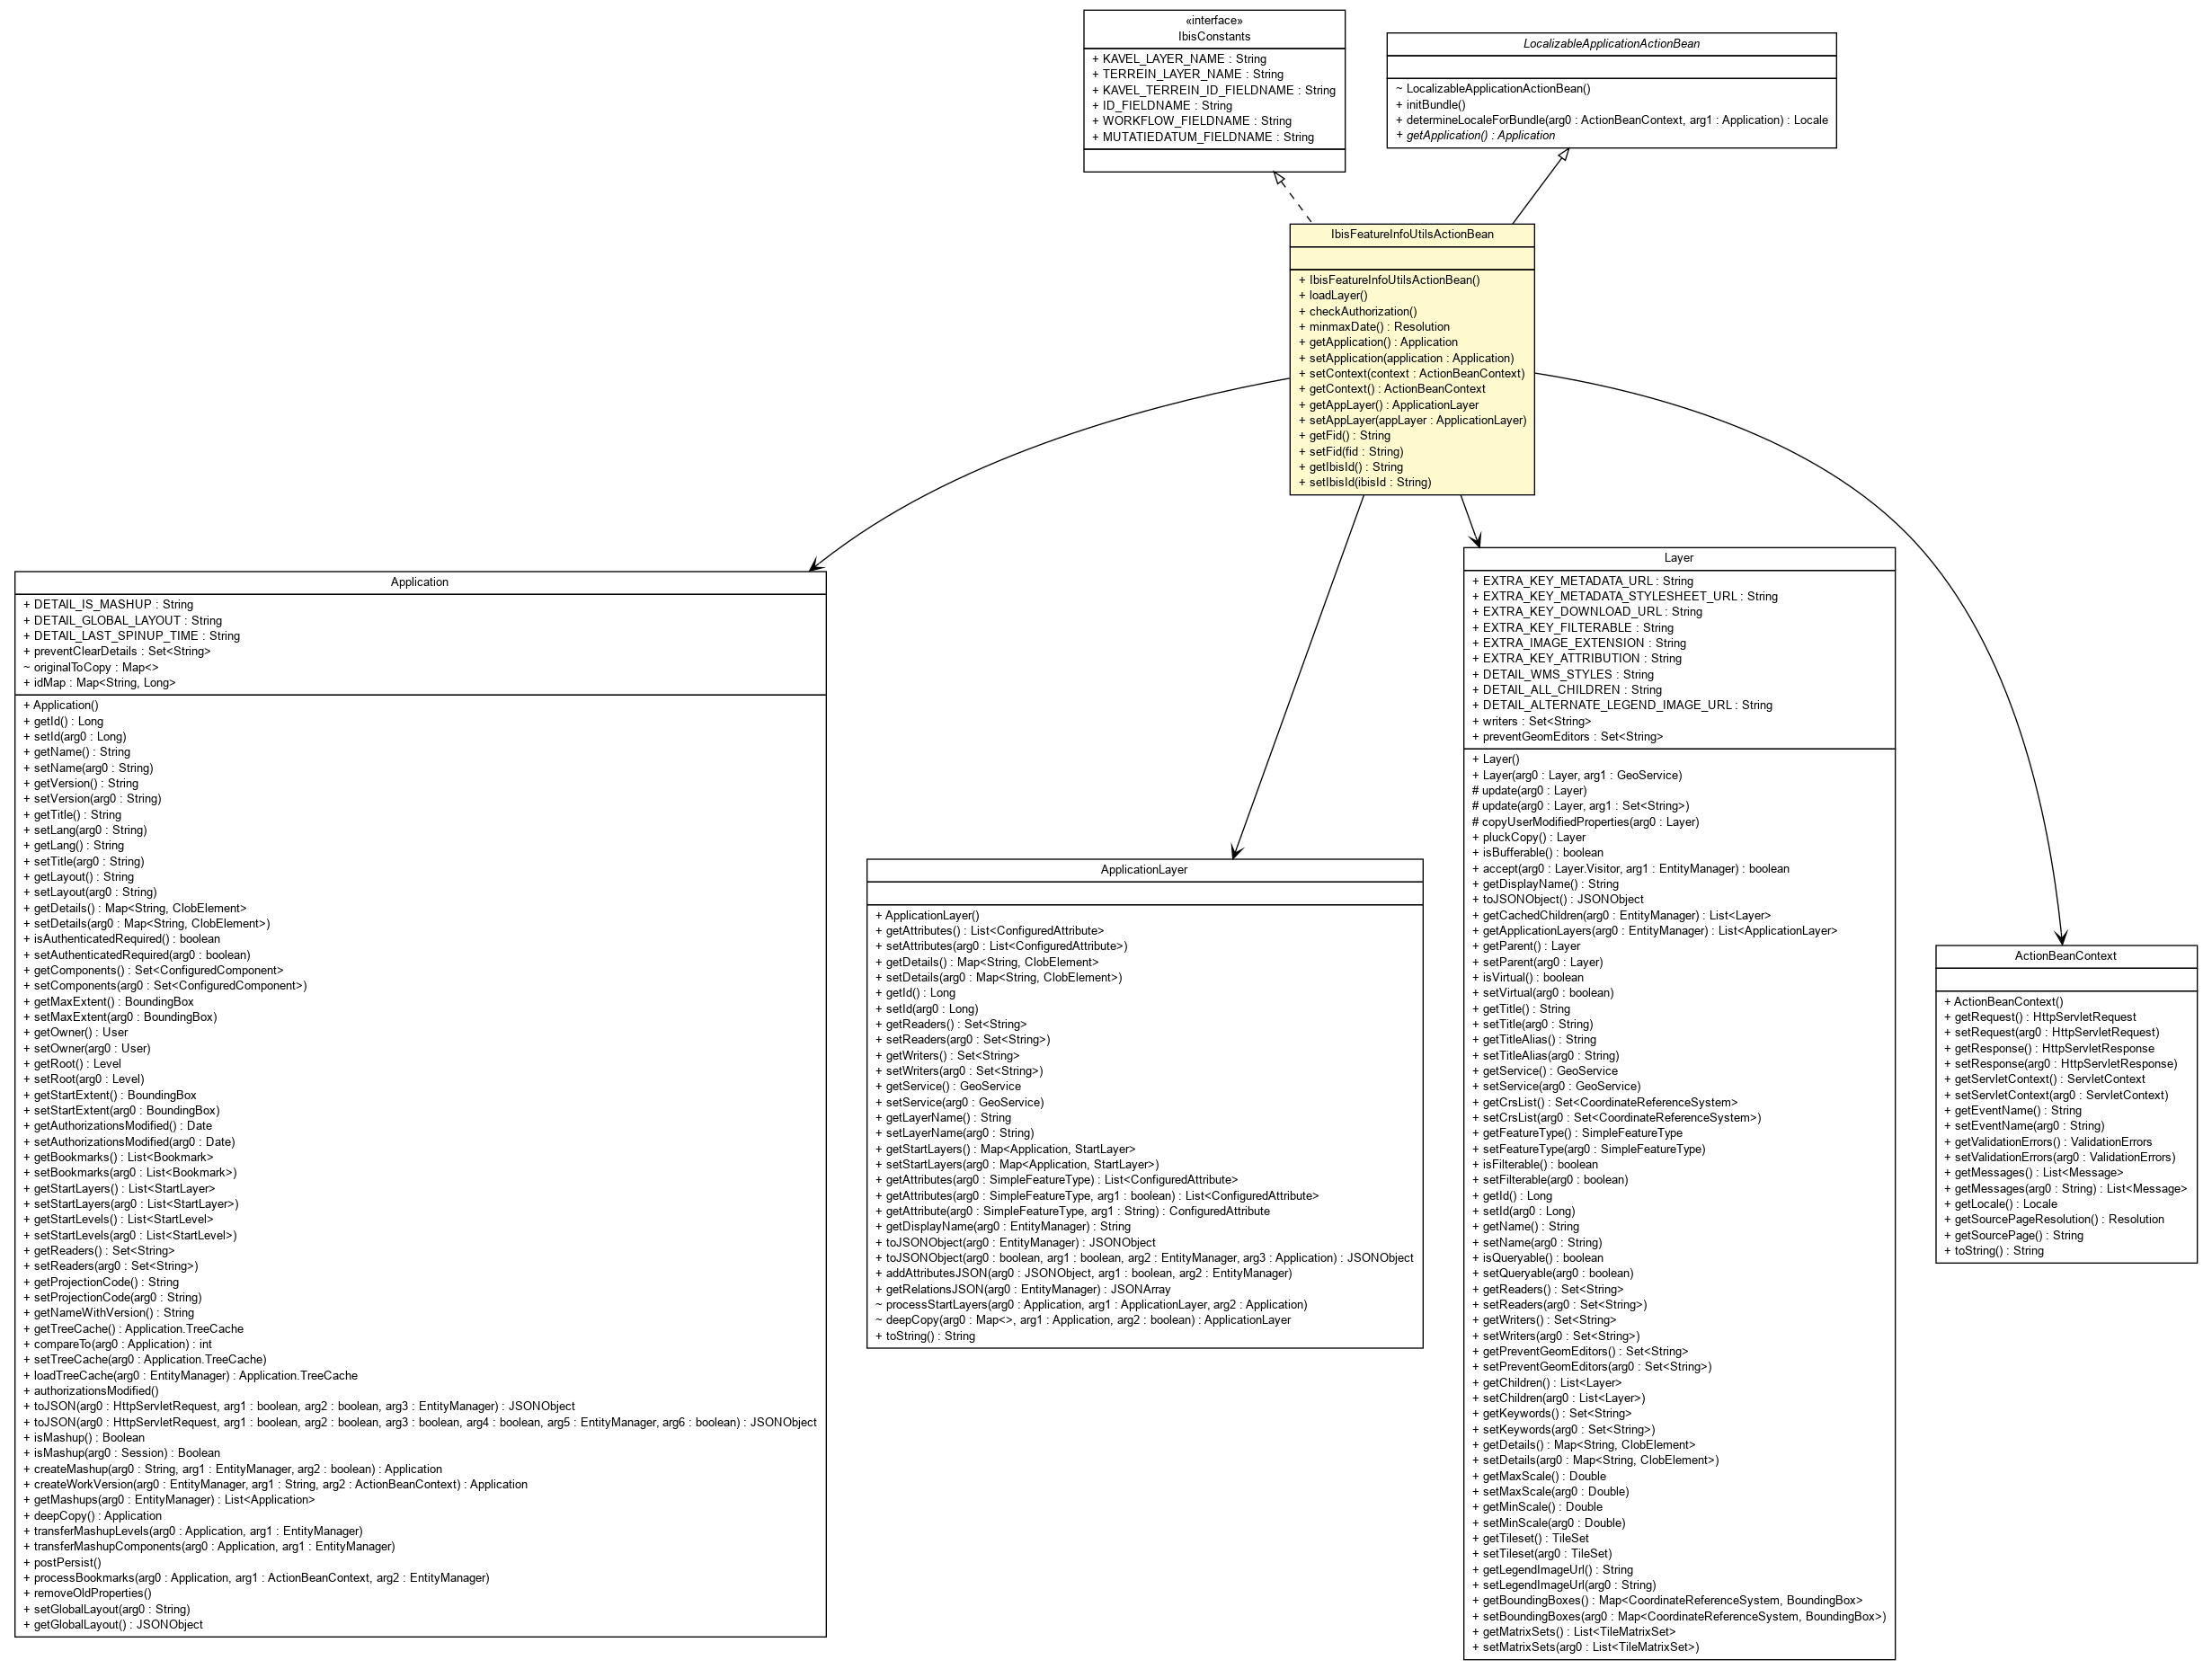 «interface»
IbisConstants
+ KAVEL_LAYER_NAME : String
+ TERREIN_LAYER_NAME : String
+ KAVEL_TERREIN_ID_FIELDNAME : String
+ ID_FIELDNAME : String
+ WORKFLOW_FIELDNAME : String
+ MUTATIEDATUM_FIELDNAME : String
LocalizableApplicationActionBean
~ LocalizableApplicationActionBean()
+ initBundle()
+ determineLocaleForBundle(arg0 : ActionBeanContext, arg1 : Application) : Locale
+ getApplication() : Application
IbisFeatureInfoUtilsActionBean
+ IbisFeatureInfoUtilsActionBean()
+ loadLayer()
+ checkAuthorization()
+ minmaxDate() : Resolution
+ getApplication() : Application
+ setApplication(application : Application)
+ setContext(context : ActionBeanContext)
+ getContext() : ActionBeanContext
+ getAppLayer() : ApplicationLayer
+ setAppLayer(appLayer : ApplicationLayer)
+ getFid() : String
+ setFid(fid : String)
+ getIbisId() : String
+ setIbisId(ibisId : String)
Application
+ DETAIL_IS_MASHUP : String
+ DETAIL_GLOBAL_LAYOUT : String
+ DETAIL_LAST_SPINUP_TIME : String
+ preventClearDetails : Set<String>
~ originalToCopy : Map<>
+ idMap : Map<String, Long>
+ Application()
+ getId() : Long
+ setId(arg0 : Long)
+ getName() : String
+ setName(arg0 : String)
+ getVersion() : String
+ setVersion(arg0 : String)
+ getTitle() : String
+ setLang(arg0 : String)
+ getLang() : String
+ setTitle(arg0 : String)
+ getLayout() : String
+ setLayout(arg0 : String)
+ getDetails() : Map<String, ClobElement>
+ setDetails(arg0 : Map<String, ClobElement>)
+ isAuthenticatedRequired() : boolean
+ setAuthenticatedRequired(arg0 : boolean)
+ getComponents() : Set<ConfiguredComponent>
+ setComponents(arg0 : Set<ConfiguredComponent>)
+ getMaxExtent() : BoundingBox
+ setMaxExtent(arg0 : BoundingBox)
+ getOwner() : User
+ setOwner(arg0 : User)
+ getRoot() : Level
+ setRoot(arg0 : Level)
+ getStartExtent() : BoundingBox
+ setStartExtent(arg0 : BoundingBox)
+ getAuthorizationsModified() : Date
+ setAuthorizationsModified(arg0 : Date)
+ getBookmarks() : List<Bookmark>
+ setBookmarks(arg0 : List<Bookmark>)
+ getStartLayers() : List<StartLayer>
+ setStartLayers(arg0 : List<StartLayer>)
+ getStartLevels() : List<StartLevel>
+ setStartLevels(arg0 : List<StartLevel>)
+ getReaders() : Set<String>
+ setReaders(arg0 : Set<String>)
+ getProjectionCode() : String
+ setProjectionCode(arg0 : String)
+ getNameWithVersion() : String
+ getTreeCache() : Application.TreeCache
+ compareTo(arg0 : Application) : int
+ setTreeCache(arg0 : Application.TreeCache)
+ loadTreeCache(arg0 : EntityManager) : Application.TreeCache
+ authorizationsModified()
+ toJSON(arg0 : HttpServletRequest, arg1 : boolean, arg2 : boolean, arg3 : EntityManager) : JSONObject
+ toJSON(arg0 : HttpServletRequest, arg1 : boolean, arg2 : boolean, arg3 : boolean, arg4 : boolean, arg5 : EntityManager, arg6 : boolean) : JSONObject
+ isMashup() : Boolean
+ isMashup(arg0 : Session) : Boolean
+ createMashup(arg0 : String, arg1 : EntityManager, arg2 : boolean) : Application
+ createWorkVersion(arg0 : EntityManager, arg1 : String, arg2 : ActionBeanContext) : Application
+ getMashups(arg0 : EntityManager) : List<Application>
+ deepCopy() : Application
+ transferMashupLevels(arg0 : Application, arg1 : EntityManager)
+ transferMashupComponents(arg0 : Application, arg1 : EntityManager)
+ postPersist()
+ processBookmarks(arg0 : Application, arg1 : ActionBeanContext, arg2 : EntityManager)
+ removeOldProperties()
+ setGlobalLayout(arg0 : String)
+ getGlobalLayout() : JSONObject
ApplicationLayer
+ ApplicationLayer()
+ getAttributes() : List<ConfiguredAttribute>
+ setAttributes(arg0 : List<ConfiguredAttribute>)
+ getDetails() : Map<String, ClobElement>
+ setDetails(arg0 : Map<String, ClobElement>)
+ getId() : Long
+ setId(arg0 : Long)
+ getReaders() : Set<String>
+ setReaders(arg0 : Set<String>)
+ getWriters() : Set<String>
+ setWriters(arg0 : Set<String>)
+ getService() : GeoService
+ setService(arg0 : GeoService)
+ getLayerName() : String
+ setLayerName(arg0 : String)
+ getStartLayers() : Map<Application, StartLayer>
+ setStartLayers(arg0 : Map<Application, StartLayer>)
+ getAttributes(arg0 : SimpleFeatureType) : List<ConfiguredAttribute>
+ getAttributes(arg0 : SimpleFeatureType, arg1 : boolean) : List<ConfiguredAttribute>
+ getAttribute(arg0 : SimpleFeatureType, arg1 : String) : ConfiguredAttribute
+ getDisplayName(arg0 : EntityManager) : String
+ toJSONObject(arg0 : EntityManager) : JSONObject
+ toJSONObject(arg0 : boolean, arg1 : boolean, arg2 : EntityManager, arg3 : Application) : JSONObject
+ addAttributesJSON(arg0 : JSONObject, arg1 : boolean, arg2 : EntityManager)
+ getRelationsJSON(arg0 : EntityManager) : JSONArray
~ processStartLayers(arg0 : Application, arg1 : ApplicationLayer, arg2 : Application)
~ deepCopy(arg0 : Map<>, arg1 : Application, arg2 : boolean) : ApplicationLayer
+ toString() : String
Layer
+ EXTRA_KEY_METADATA_URL : String
+ EXTRA_KEY_METADATA_STYLESHEET_URL : String
+ EXTRA_KEY_DOWNLOAD_URL : String
+ EXTRA_KEY_FILTERABLE : String
+ EXTRA_IMAGE_EXTENSION : String
+ EXTRA_KEY_ATTRIBUTION : String
+ DETAIL_WMS_STYLES : String
+ DETAIL_ALL_CHILDREN : String
+ DETAIL_ALTERNATE_LEGEND_IMAGE_URL : String
+ writers : Set<String>
+ preventGeomEditors : Set<String>
+ Layer()
+ Layer(arg0 : Layer, arg1 : GeoService)
# update(arg0 : Layer)
# update(arg0 : Layer, arg1 : Set<String>)
# copyUserModifiedProperties(arg0 : Layer)
+ pluckCopy() : Layer
+ isBufferable() : boolean
+ accept(arg0 : Layer.Visitor, arg1 : EntityManager) : boolean
+ getDisplayName() : String
+ toJSONObject() : JSONObject
+ getCachedChildren(arg0 : EntityManager) : List<Layer>
+ getApplicationLayers(arg0 : EntityManager) : List<ApplicationLayer>
+ getParent() : Layer
+ setParent(arg0 : Layer)
+ isVirtual() : boolean
+ setVirtual(arg0 : boolean)
+ getTitle() : String
+ setTitle(arg0 : String)
+ getTitleAlias() : String
+ setTitleAlias(arg0 : String)
+ getService() : GeoService
+ setService(arg0 : GeoService)
+ getCrsList() : Set<CoordinateReferenceSystem>
+ setCrsList(arg0 : Set<CoordinateReferenceSystem>)
+ getFeatureType() : SimpleFeatureType
+ setFeatureType(arg0 : SimpleFeatureType)
+ isFilterable() : boolean
+ setFilterable(arg0 : boolean)
+ getId() : Long
+ setId(arg0 : Long)
+ getName() : String
+ setName(arg0 : String)
+ isQueryable() : boolean
+ setQueryable(arg0 : boolean)
+ getReaders() : Set<String>
+ setReaders(arg0 : Set<String>)
+ getWriters() : Set<String>
+ setWriters(arg0 : Set<String>)
+ getPreventGeomEditors() : Set<String>
+ setPreventGeomEditors(arg0 : Set<String>)
+ getChildren() : List<Layer>
+ setChildren(arg0 : List<Layer>)
+ getKeywords() : Set<String>
+ setKeywords(arg0 : Set<String>)
+ getDetails() : Map<String, ClobElement>
+ setDetails(arg0 : Map<String, ClobElement>)
+ getMaxScale() : Double
+ setMaxScale(arg0 : Double)
+ getMinScale() : Double
+ setMinScale(arg0 : Double)
+ getTileset() : TileSet
+ setTileset(arg0 : TileSet)
+ getLegendImageUrl() : String
+ setLegendImageUrl(arg0 : String)
+ getBoundingBoxes() : Map<CoordinateReferenceSystem, BoundingBox>
+ setBoundingBoxes(arg0 : Map<CoordinateReferenceSystem, BoundingBox>)
+ getMatrixSets() : List<TileMatrixSet>
+ setMatrixSets(arg0 : List<TileMatrixSet>)
ActionBeanContext
+ ActionBeanContext()
+ getRequest() : HttpServletRequest
+ setRequest(arg0 : HttpServletRequest)
+ getResponse() : HttpServletResponse
+ setResponse(arg0 : HttpServletResponse)
+ getServletContext() : ServletContext
+ setServletContext(arg0 : ServletContext)
+ getEventName() : String
+ setEventName(arg0 : String)
+ getValidationErrors() : ValidationErrors
+ setValidationErrors(arg0 : ValidationErrors)
+ getMessages() : List<Message>
+ getMessages(arg0 : String) : List<Message>
+ getLocale() : Locale
+ getSourcePageResolution() : Resolution
+ getSourcePage() : String
+ toString() : String